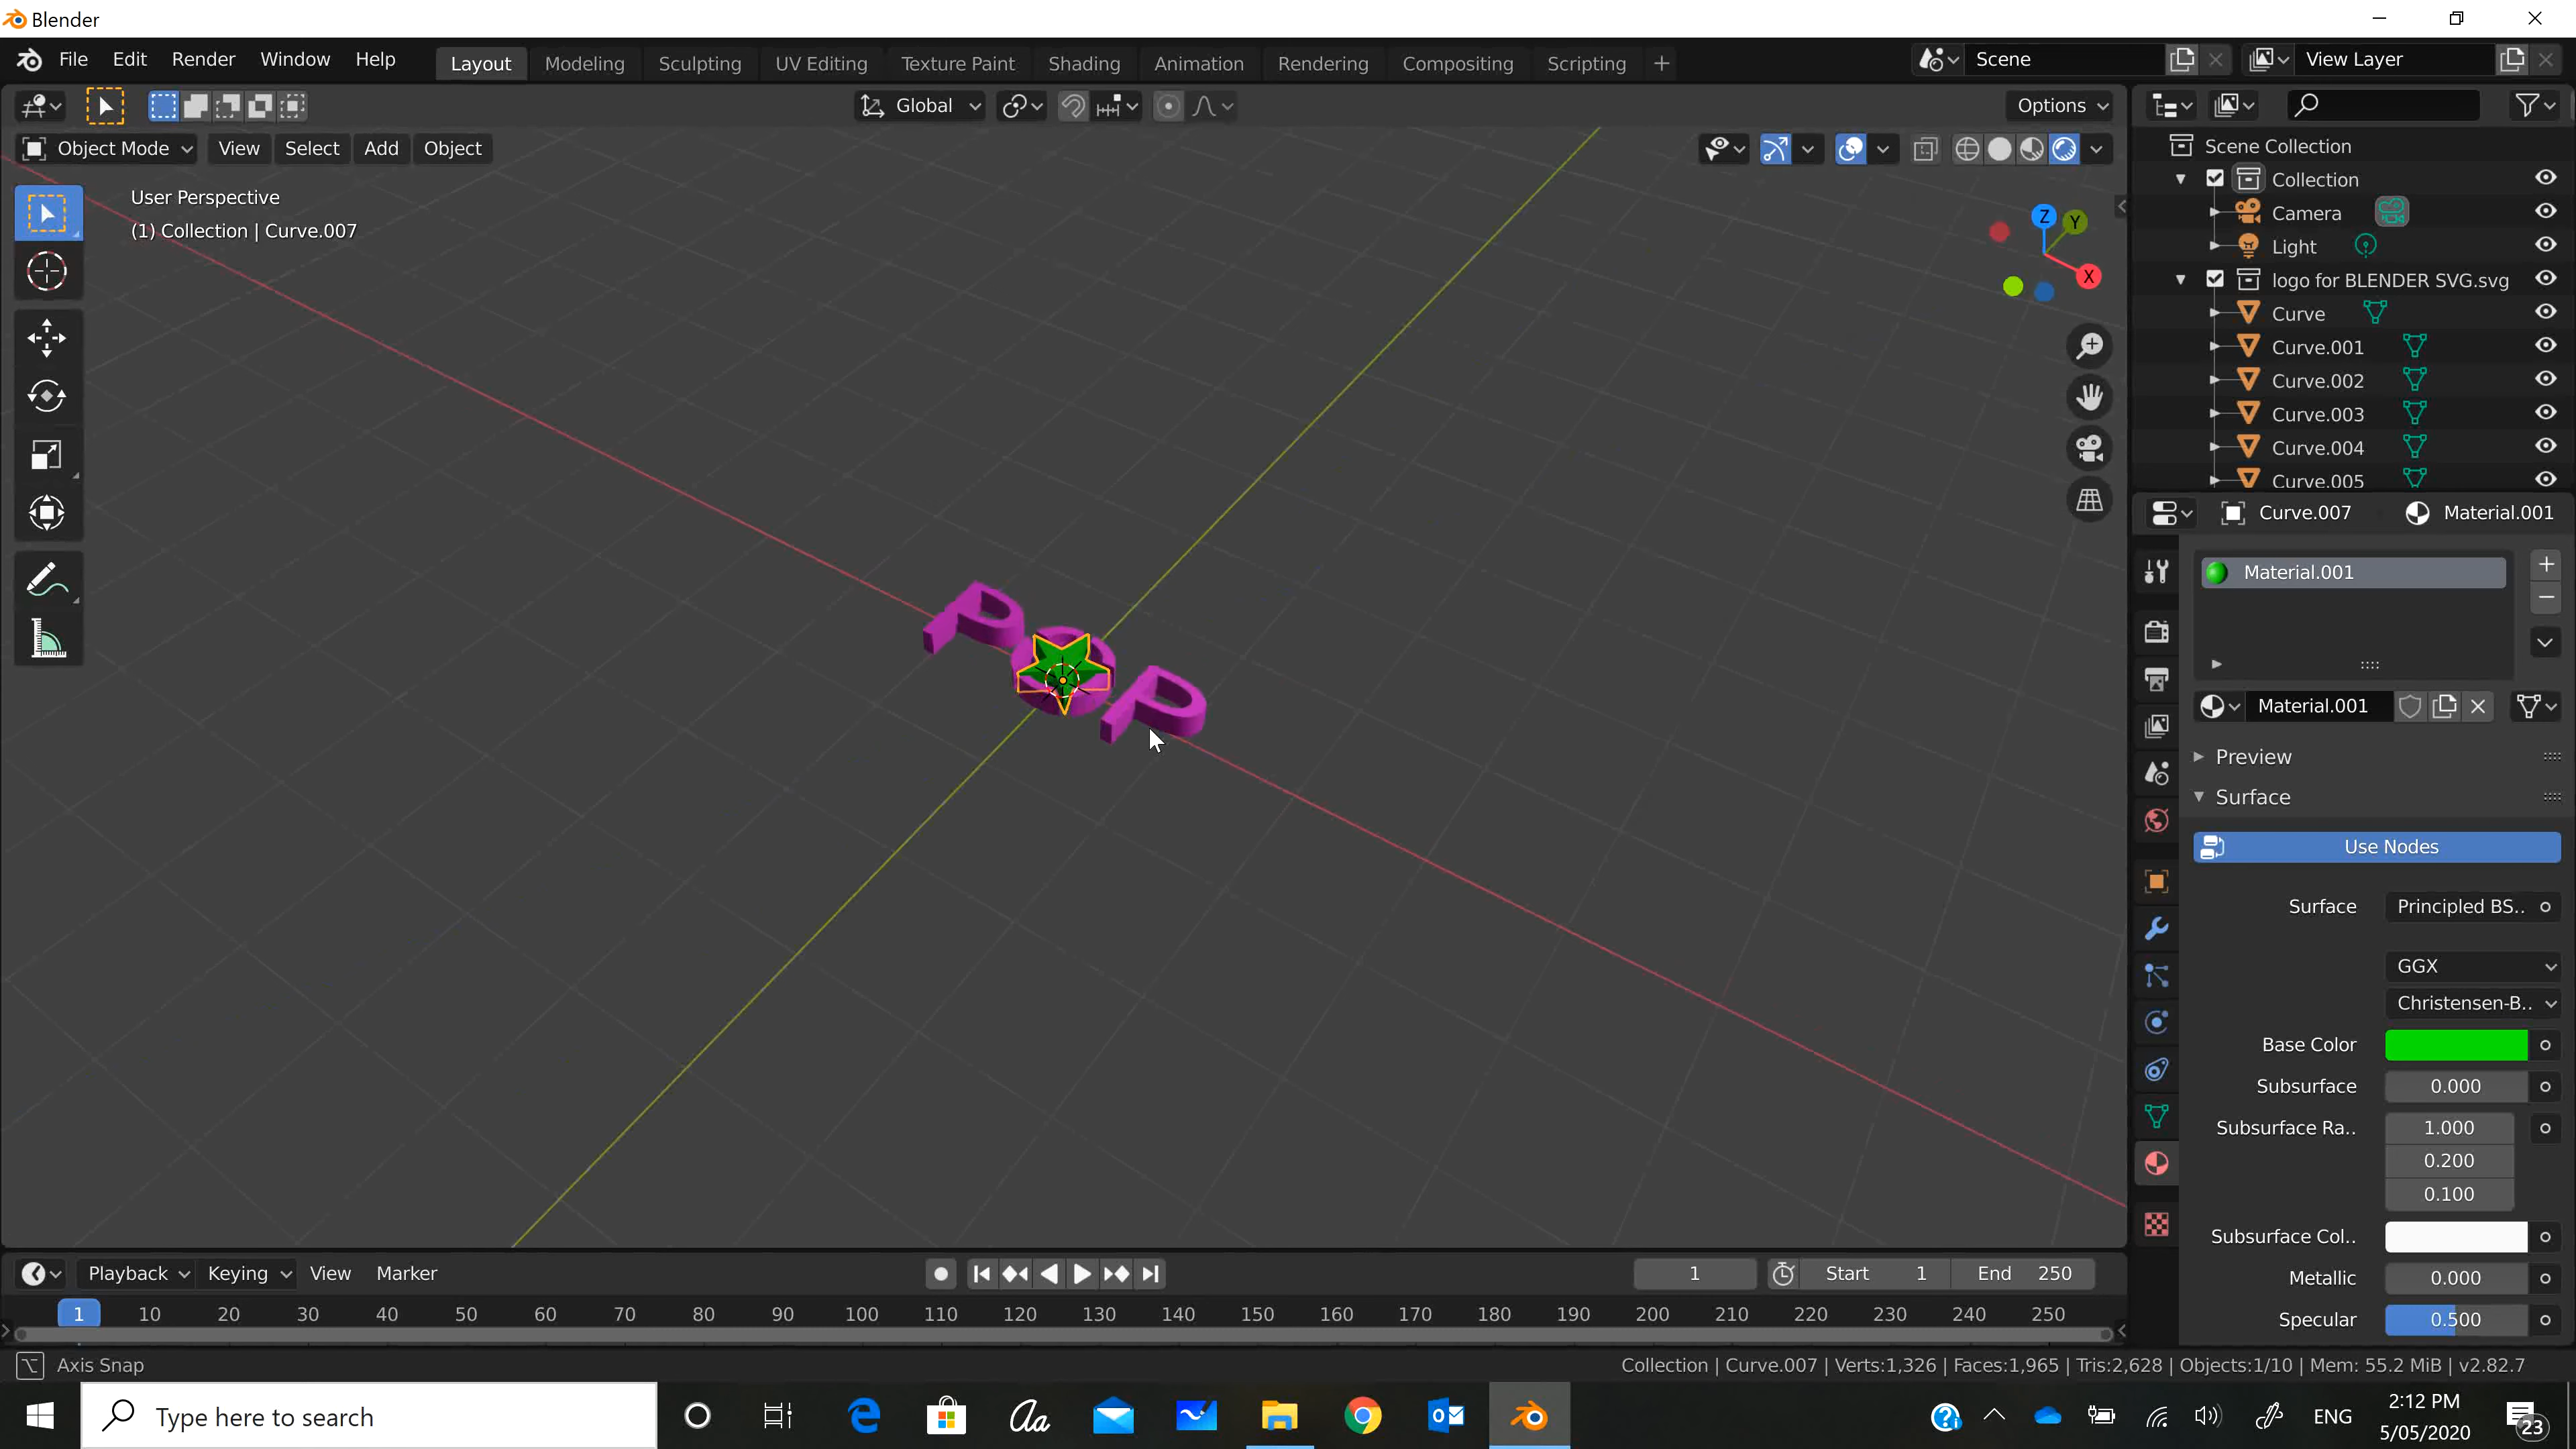 Blender
File Edit Render Window Help Layout Modeling Sculpting UV Editing Texture Paint Shading Animation Rendering Compositing Scripting + Scene View Layer
Global Options
Object Mode View Select Add Object
User Perspective
(1) Collection | Curve.007
Z Y X
POP
Scene Collection
Collection
Camera
Light
logo for BLENDER SVG.svg
Curve
Curve.001
Curve.002
Curve.003
Curve.004
Curve.005
Curve.007 Material.001
Material.001
Material.001
Preview
Surface
Use Nodes
Surface Principled BS..
GGX
Christensen-B..
Base Color
Subsurface 0.000
Subsurface Ra.. 1.000
0.200
0.100
Subsurface Col..
Metallic 0.000
Specular 0.500
Playback Keying View Marker 1 Start 1 End 250
1 10 20 30 40 50 60 70 80 90 100 110 120 130 140 150 160 170 180 190 200 210 220 230 240 250
Axis Snap Collection | Curve.007 | Verts:1,326 | Faces:1,965 | Tris:2,628 | Objects:1/10 | Mem: 55.2 MiB | v2.82.7
Type here to search
ENG
2:12 PM
5/05/2020
23